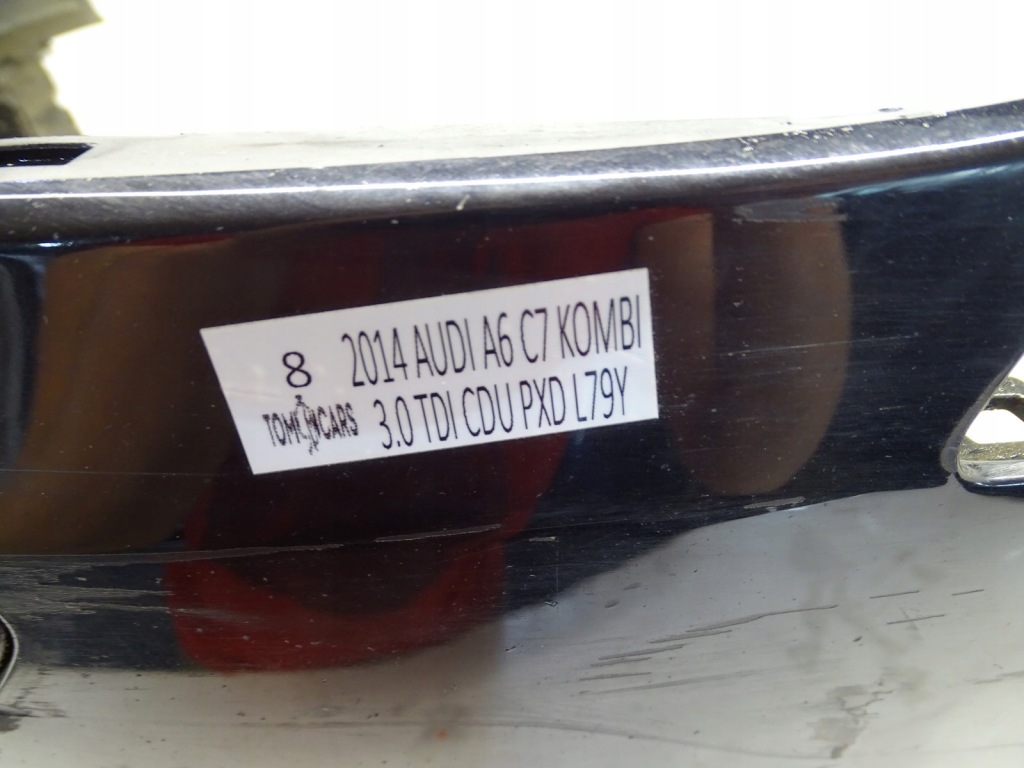 8
2014 AUDI A6 C7 KOMBI
3.0 TDI CDU PXD L79Y